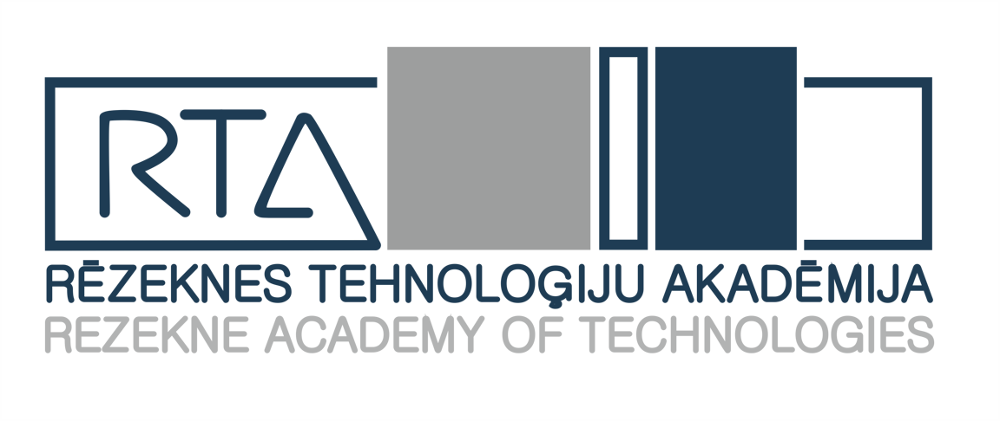 RTA
RĒZEKNES TEHNOLOĢIJU AKADĒMIJA
REZEKNE ACADEMY OF TECHNOLOGIES